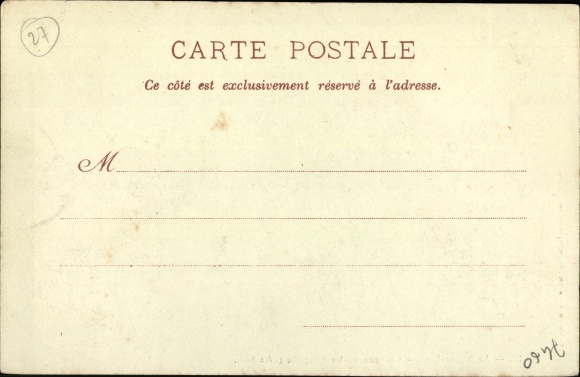 27
CARTE POSTALE
Ce côté est exclusivement réservé à l'adresse.
M